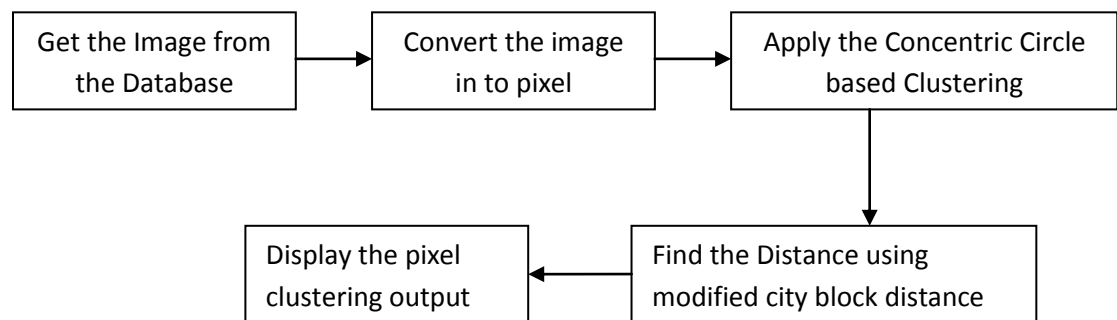 Get the Image from
the Database
Convert the image
in to pixel
Apply the Concentric Circle
based Clustering
Find the Distance using
modified city block distance
Display the pixel
clustering output